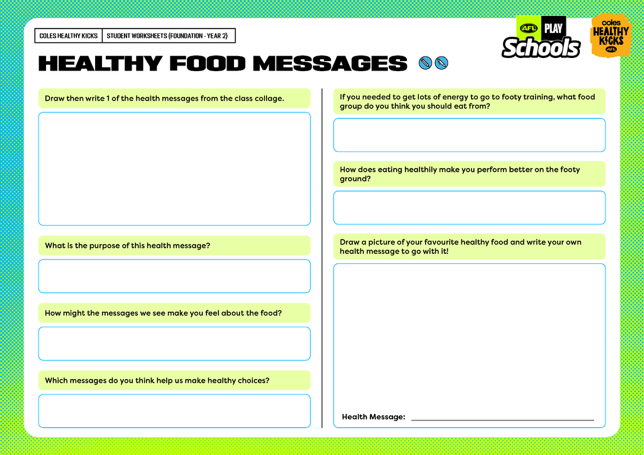 COLES HEALTHY KICKS STUDENT WORKSHEETS (FOUNDATION - YEAR 2)
AFL PLAY
Schools
coles
HEALTHY
KICKS
AFL
HEALTHY FOOD MESSAGES
Draw then write 1 of the health messages from the class collage.
What is the purpose of this health message?
How might the messages we see make you feel about the food?
Which messages do you think help us make healthy choices?
If you needed to get lots of energy to go to footy training, what food
group do you think you should eat from?
How does eating healthily make you perform better on the footy
ground?
Draw a picture of your favourite healthy food and write your own
health message to go with it!
Health Message: